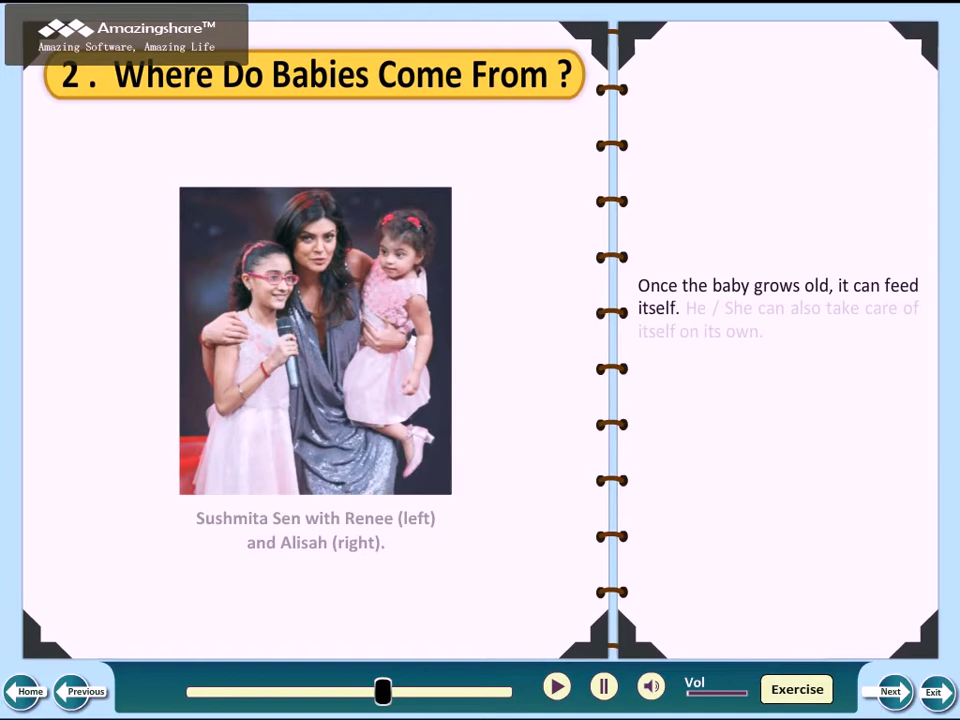 Amazingshare™
Amazing Software, Amazing Life
2 . Where Do Babies Come From ?
Sushmita Sen with Renee (left)
and Alisah (right).
Once the baby grows old, it can feed
itself. He / She can also take care of
itself on its own.
Home
Previous
Vol
Exercise
Next
Exit